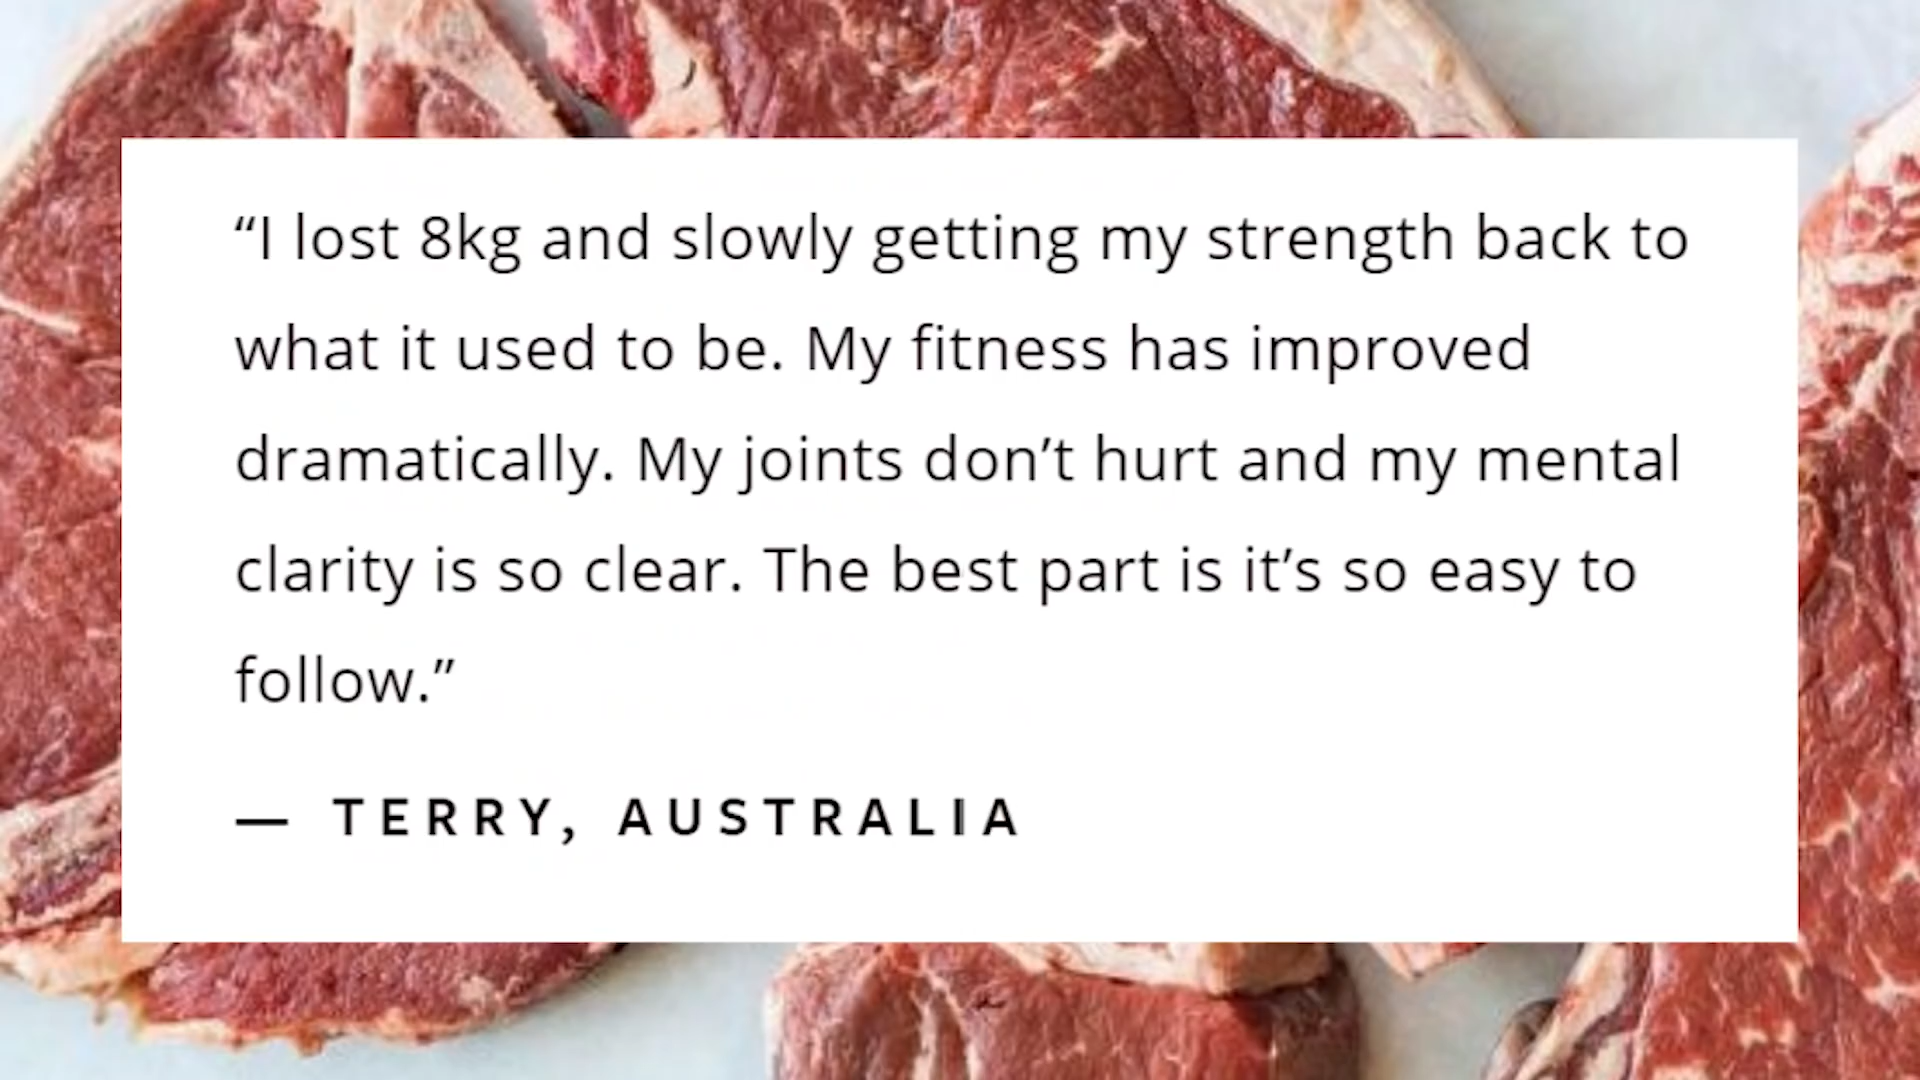 “I lost 8kg and slowly getting my strength back to
what it used to be. My fitness has improved
dramatically. My joints don’t hurt and my mental
clarity is so clear. The best part is it’s so easy to
follow.”
— TERRY, AUSTRALIA